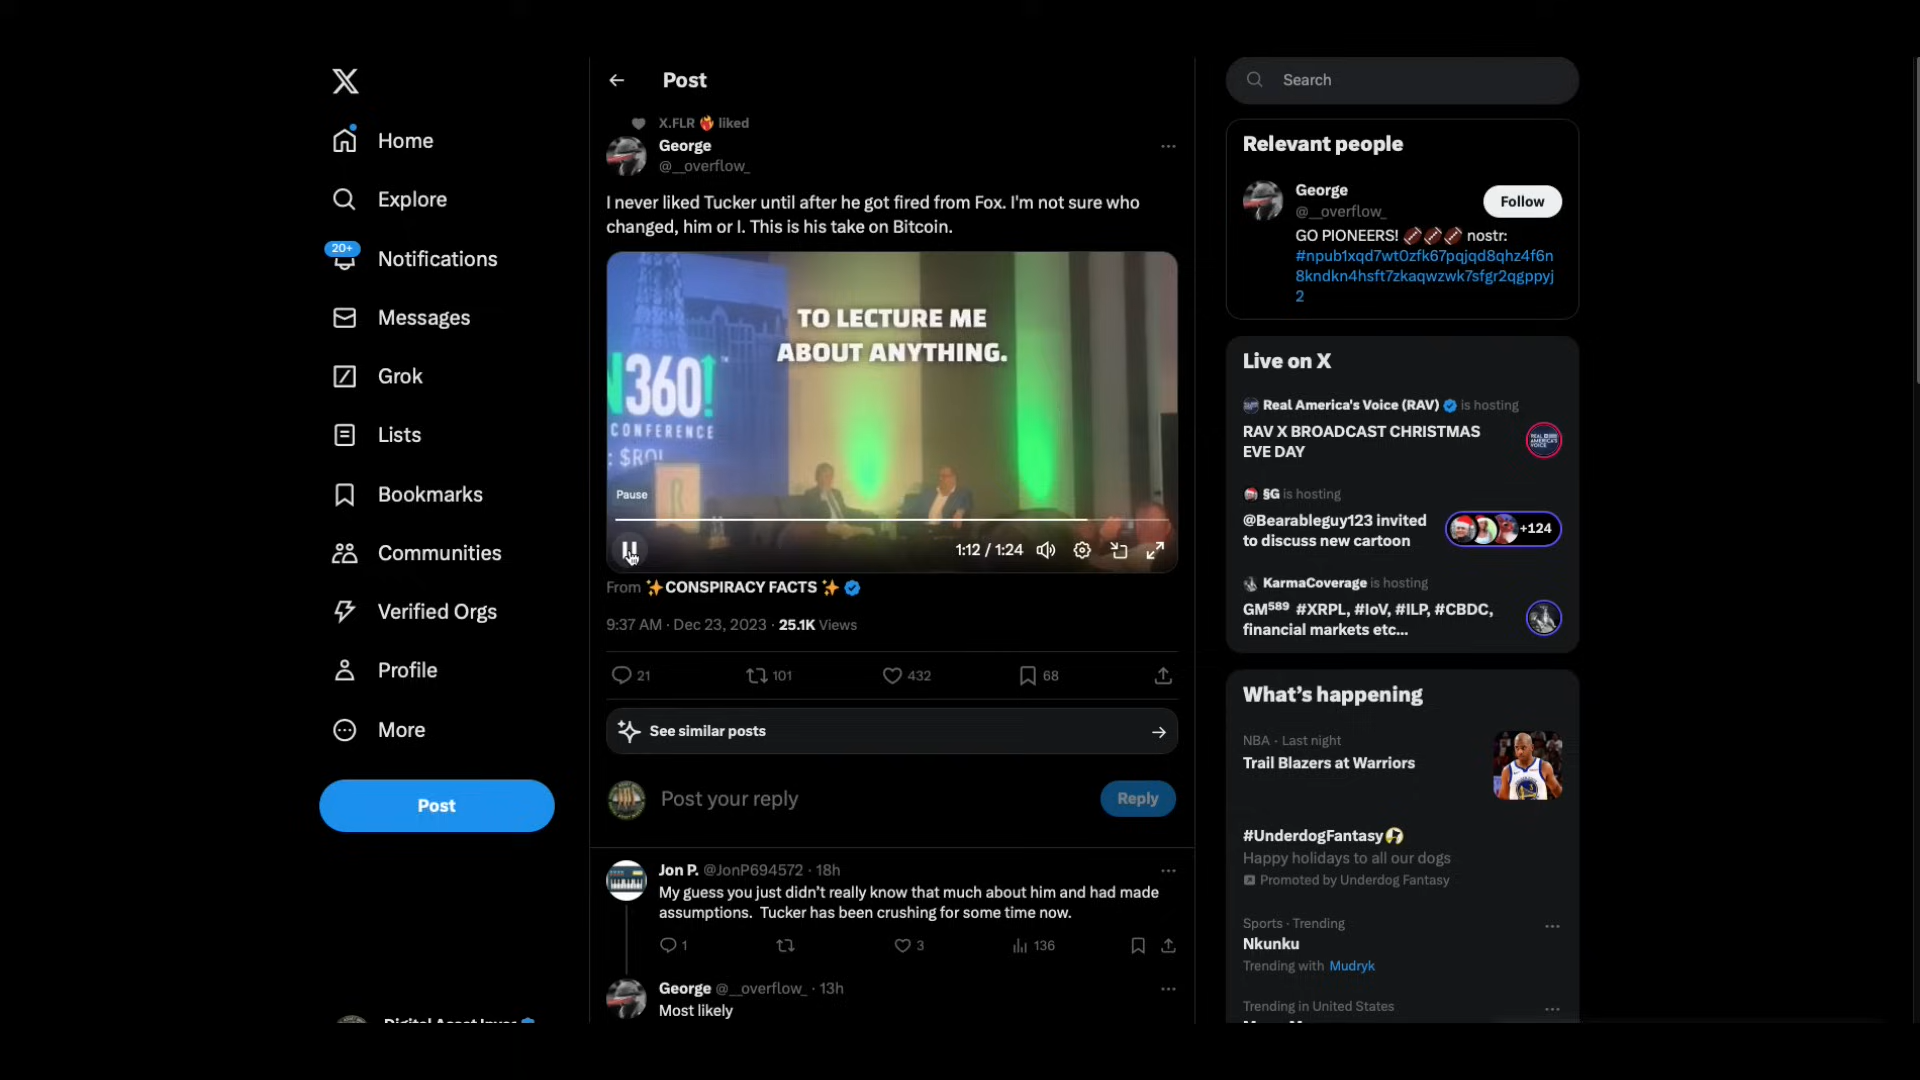 Home
Explore
20+
Notifications
Messages
Grok
Lists
Bookmarks
Communities
Verified Orgs
Profile
More
Post
Post
X.FLR liked
George
@__overflow_
I never liked Tucker until after he got fired from Fox. I'm not sure who
changed, him or I. This is his take on Bitcoin.
TO LECTURE ME
ABOUT ANYTHING.
N360!
CONFERENCE
: $ROI
Pause
1:12 / 1:24
From ✨CONSPIRACY FACTS ✨
9:37 AM · Dec 23, 2023 · 25.1K Views
21
101
432
68
See similar posts
Post your reply
Reply
Jon P. @JonP694572 · 18h
My guess you just didn't really know that much about him and had made
assumptions. Tucker has been crushing for some time now.
1
3
136
George @__overflow_ · 13h
Most likely
Search
Relevant people
George
@__overflow_
Follow
GO PIONEERS! 🏈🏈🏈 nostr:
#npub1xqd7wt0zfk67pqjqd8qhz4f6n
8kndkn4hsft7zkaqwzwk7sfgr2qgppyj
2
Live on X
Real America's Voice (RAV) is hosting
RAV X BROADCAST CHRISTMAS
EVE DAY
§G is hosting
@Bearableguy123 invited
to discuss new cartoon
+124
KarmaCoverage is hosting
GM⁵⁸⁹ #XRPL, #IoV, #ILP, #CBDC,
financial markets etc...
What's happening
NBA · Last night
Trail Blazers at Warriors
#UnderdogFantasy
Happy holidays to all our dogs
Promoted by Underdog Fantasy
Sports · Trending
Nkunku
Trending with Mudryk
Trending in United States